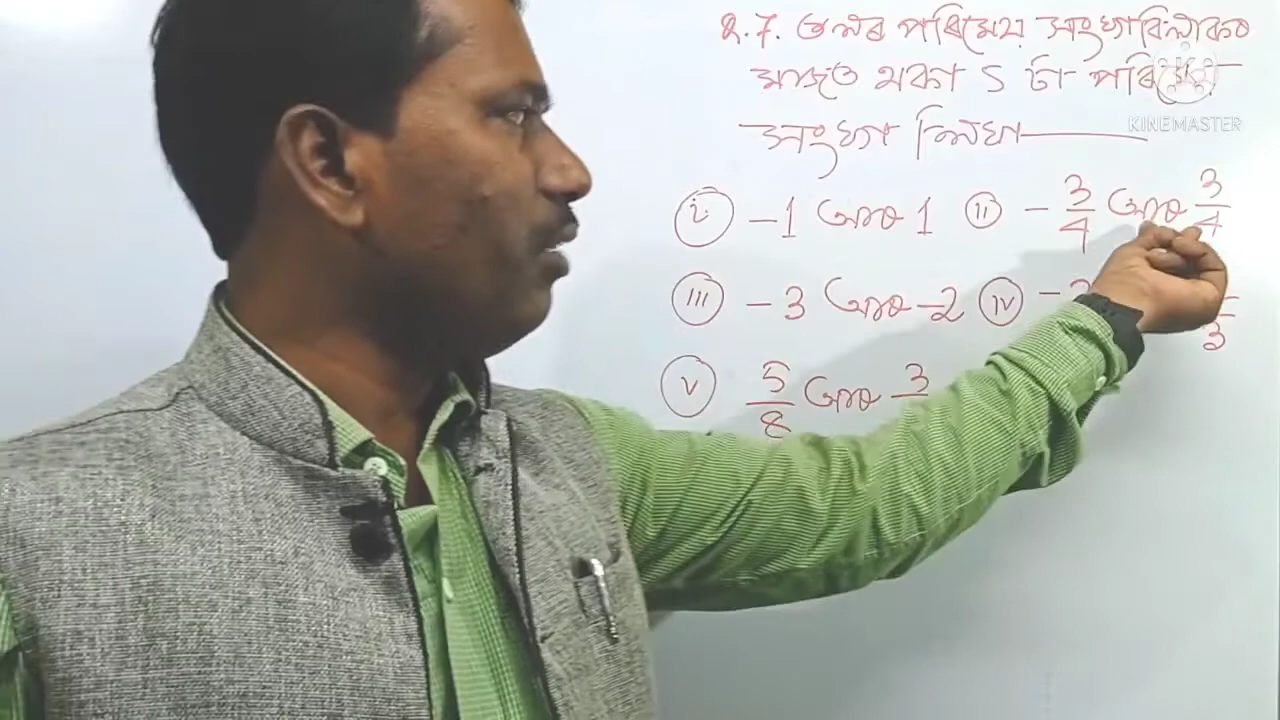 ২.7. তলৰ পৰিমেয় সংখ্যাবিলাকৰ
মাজত থকা 5 টা পৰিমেয়
সংখ্যা লিখা
KINEMASTER
(i) -1 আৰু 1 (ii) -3/4 আৰু 3/4
(iii) -3 আৰু -2 (iv)
(v) 5/8 আৰু 3